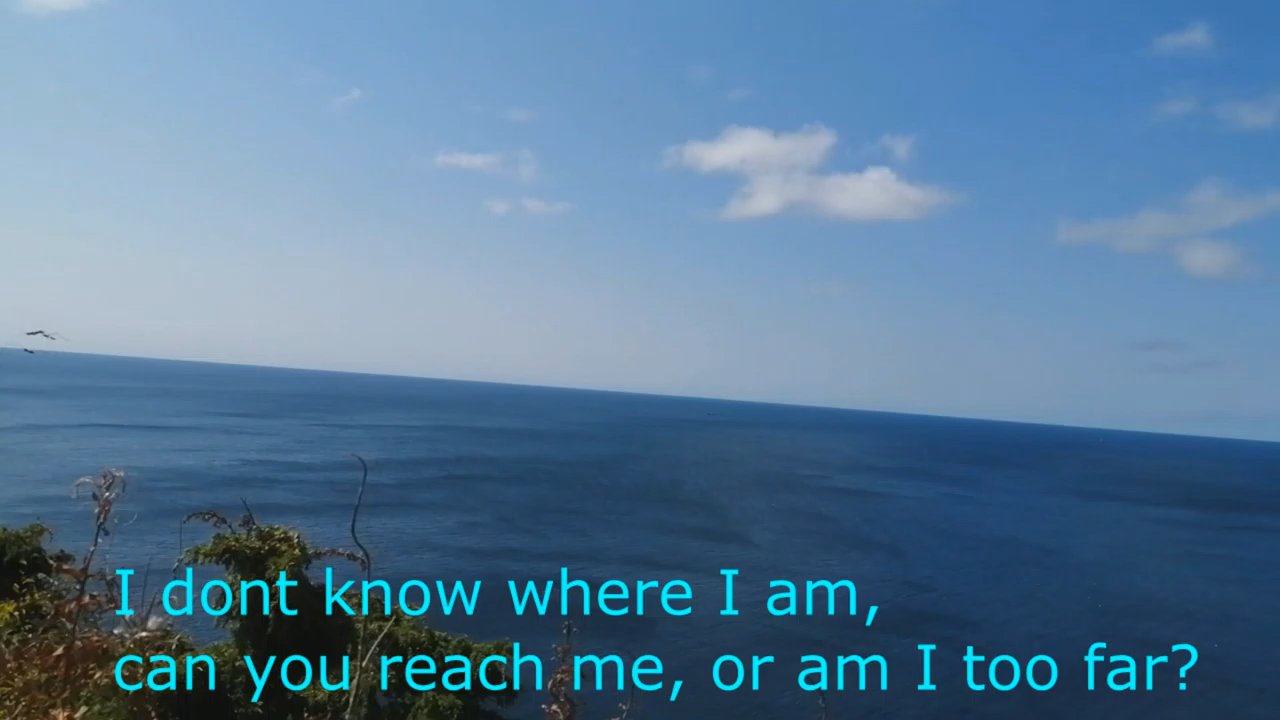 I dont know where I am,
can you reach me, or am I too far?